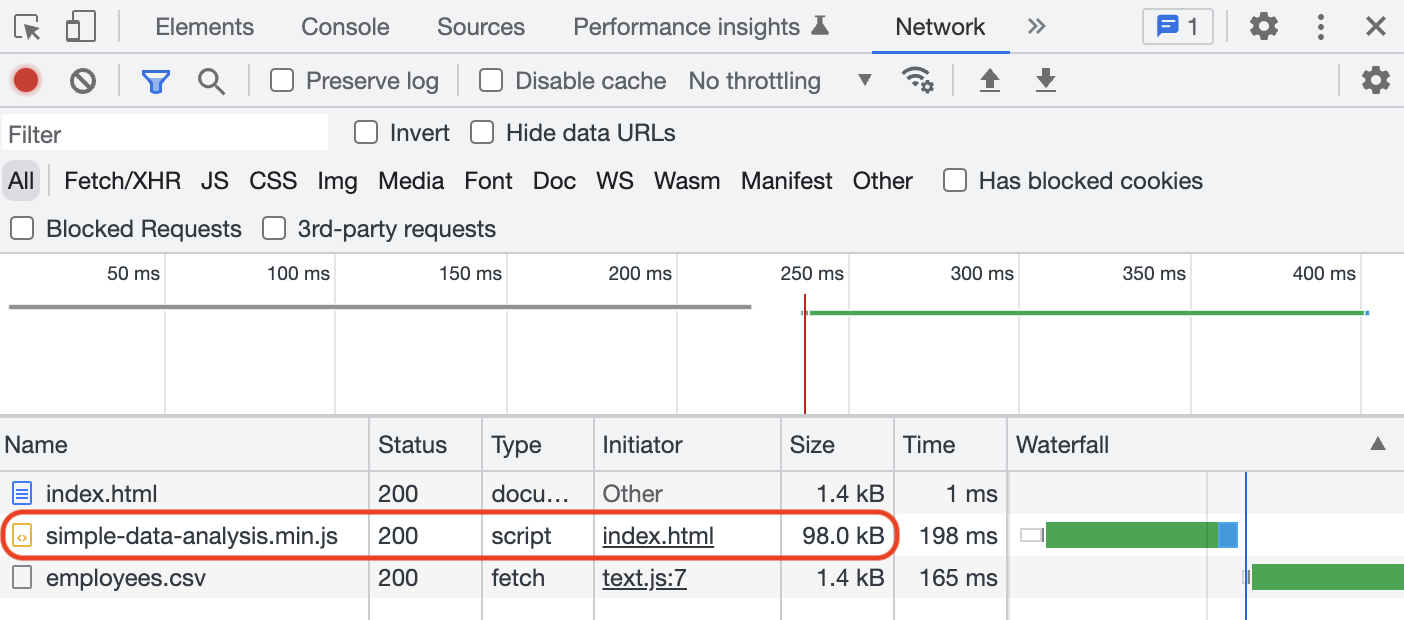 Elements Console Sources Performance insights Network 1
Preserve log Disable cache No throttling
Filter Invert Hide data URLs
All Fetch/XHR JS CSS Img Media Font Doc WS Wasm Manifest Other Has blocked cookies
Blocked Requests 3rd-party requests
50 ms 100 ms 150 ms 200 ms 250 ms 300 ms 350 ms 400 ms
Name Status Type Initiator Size Time Waterfall
index.html 200 docu… Other 1.4 kB 1 ms
simple-data-analysis.min.js 200 script index.html 98.0 kB 198 ms
employees.csv 200 fetch text.js:7 1.4 kB 165 ms